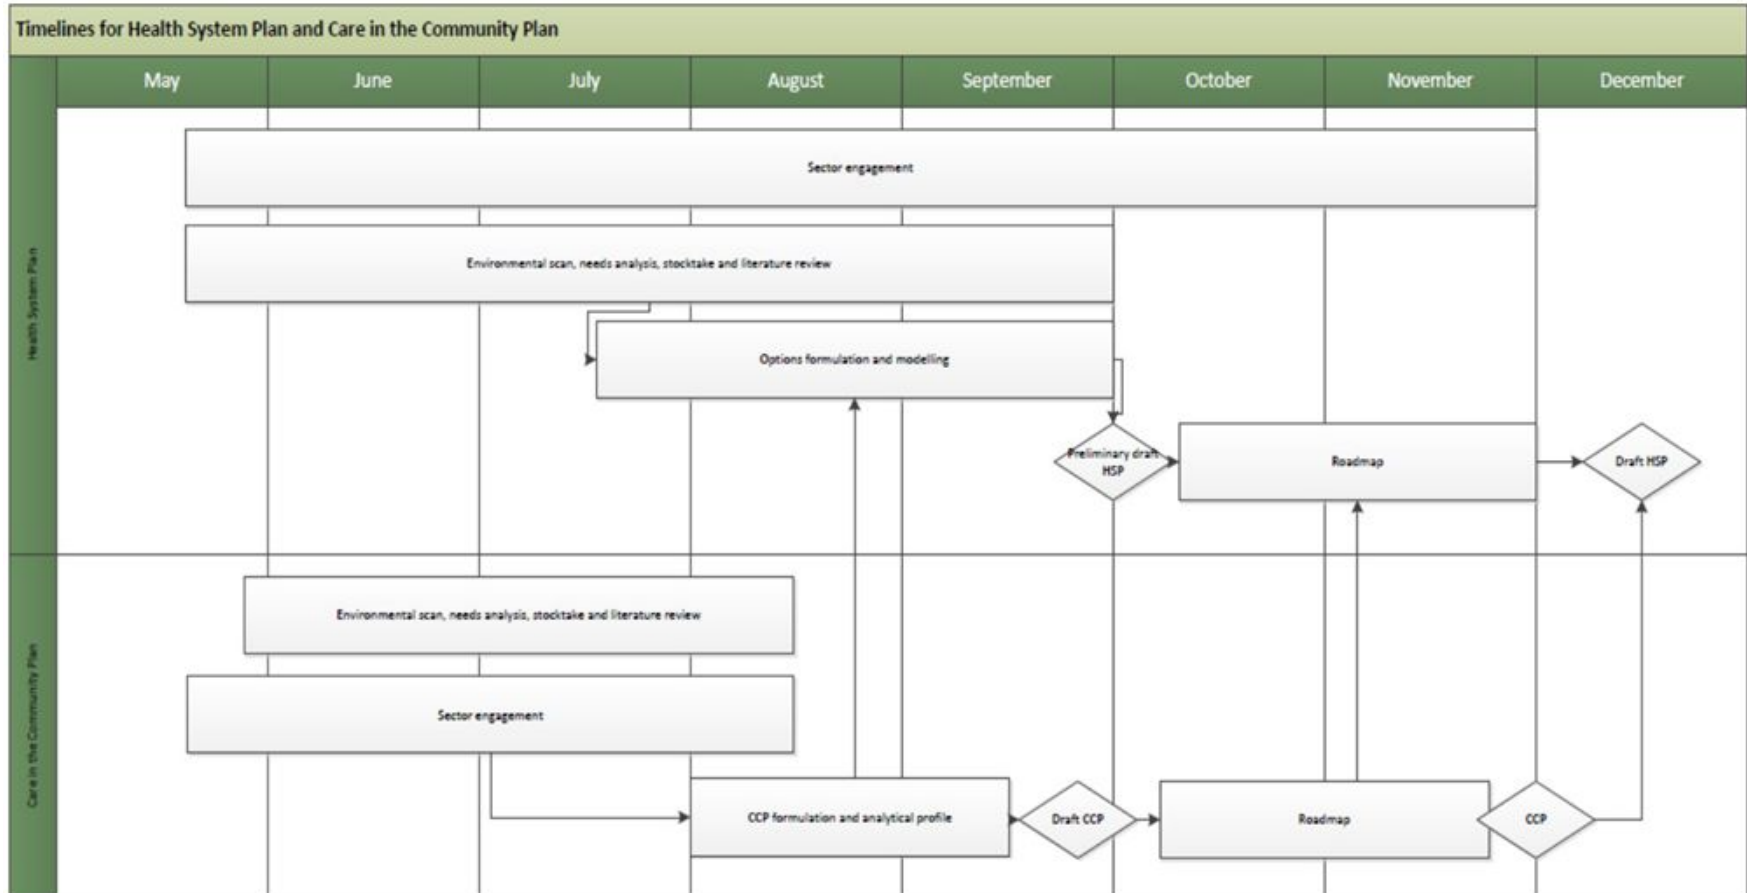 Timelines for Health System Plan and Care in the Community Plan
May
June
July
August
September
October
November
December
Health System Plan
Sector engagement
Environmental scan, needs analysis, stocktake and literature review
Options formulation and modelling
Preliminary draft
HSP
Roadmap
Draft HSP
Care in the Community Plan
Environmental scan, needs analysis, stocktake and literature review
Sector engagement
CCP formulation and analytical profile
Draft CCP
Roadmap
CCP